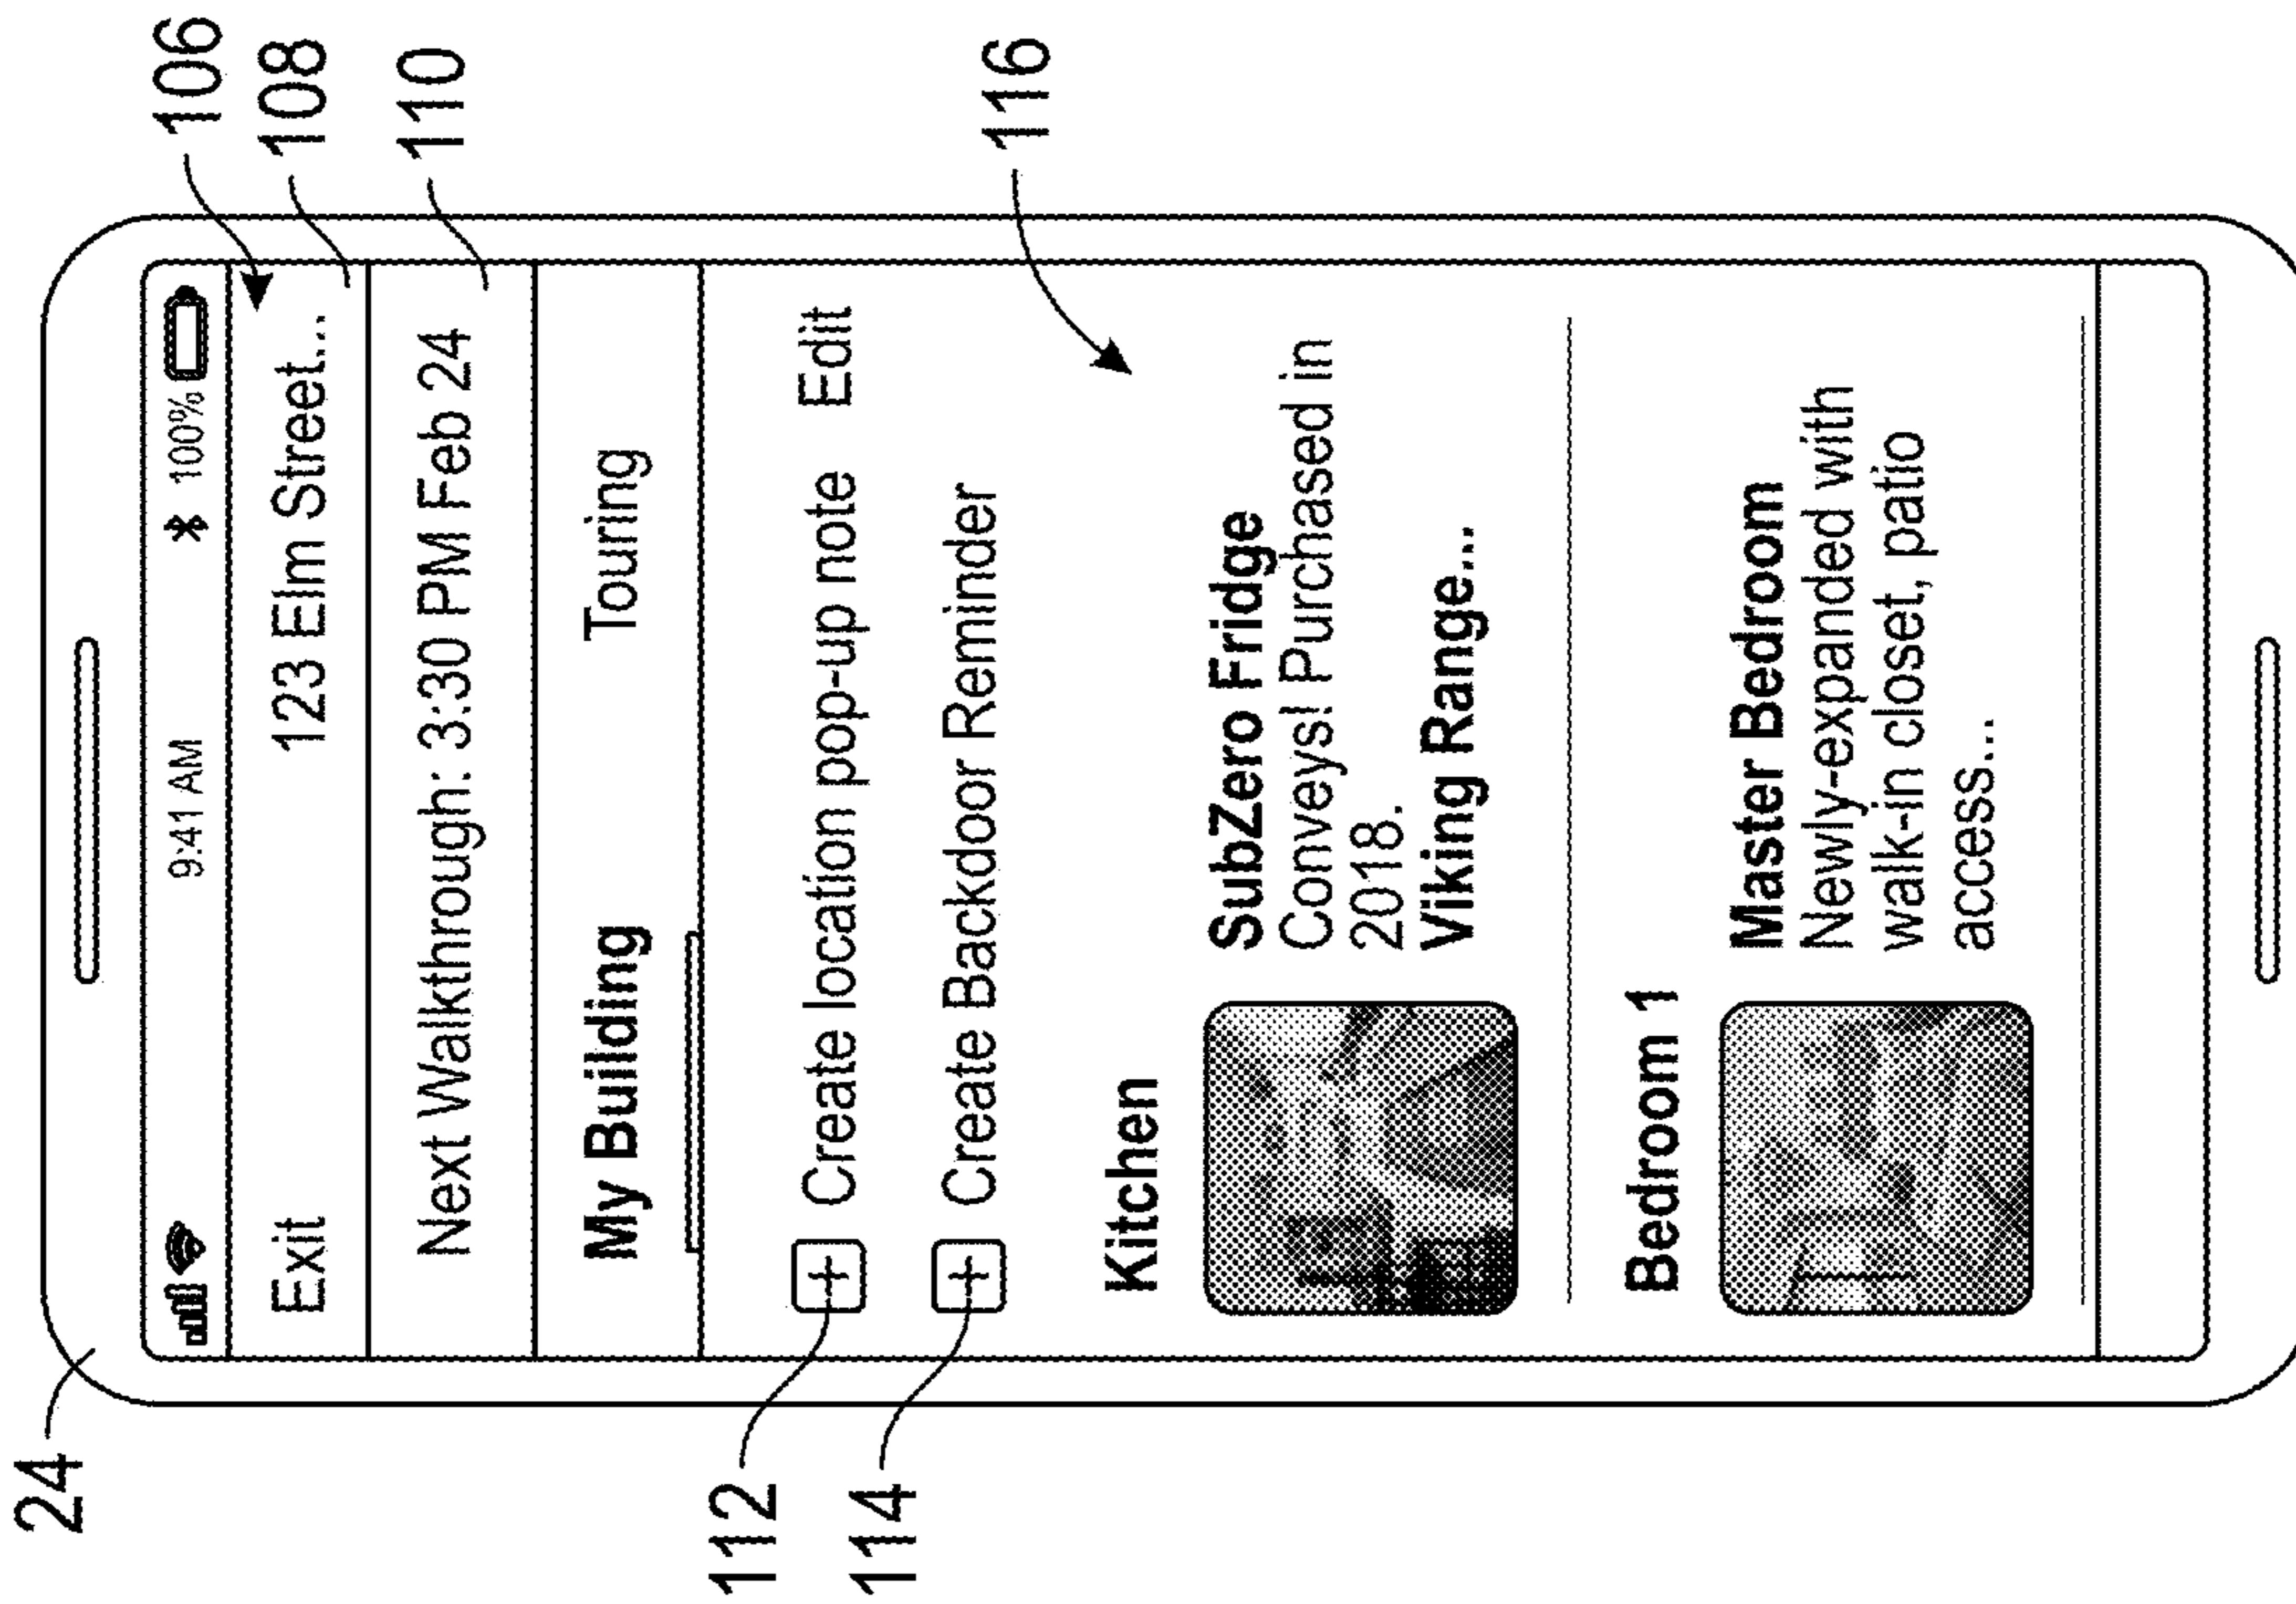 24
106
108
110
112
114
116
9:41 AM
100%
Exit
123 Elm Street...
Next Walkthrough: 3:30 PM Feb 24
My Building
Touring
+ Create location pop-up note
Edit
+ Create Backdoor Reminder
Kitchen
SubZero Fridge
Conveys! Purchased in
2018.
Viking Range...
Bedroom 1
Master Bedroom
Newly-expanded with
walk-in closet, patio
access...